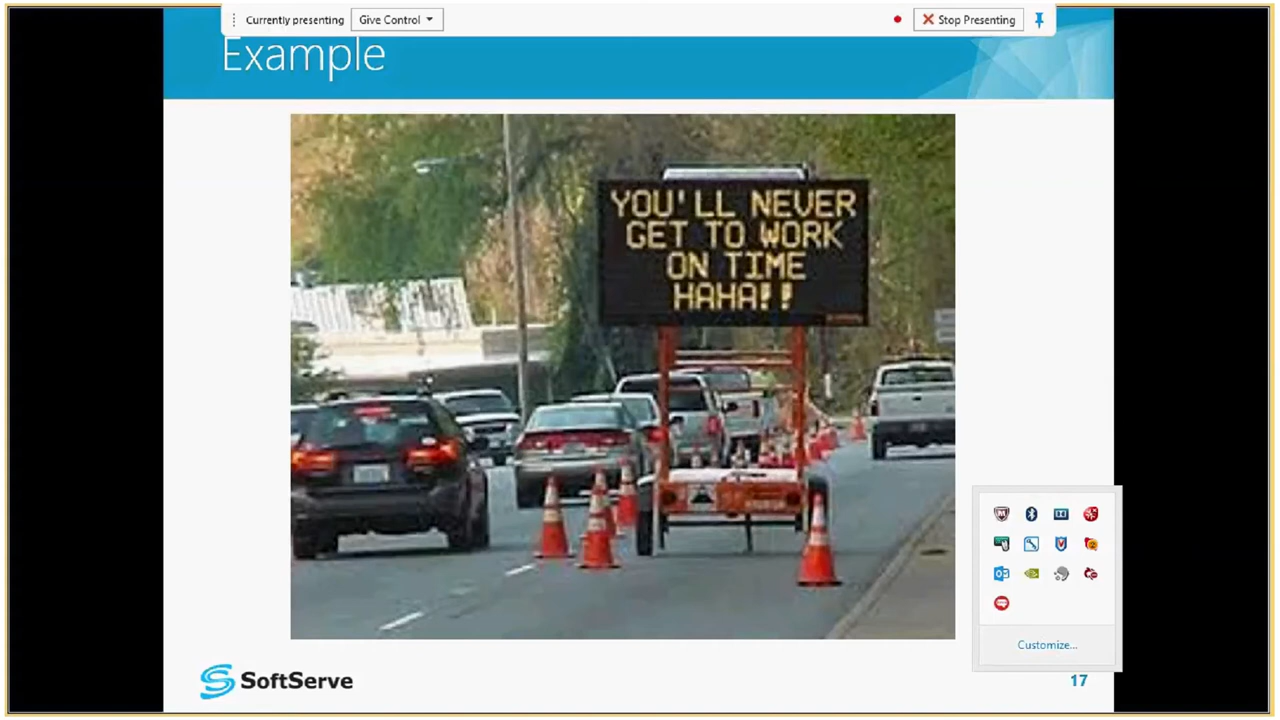 Currently presenting
Give Control
Stop Presenting
Example
YOU'LL NEVER
GET TO WORK
ON TIME
HAHA!!
Customize...
SoftServe
17